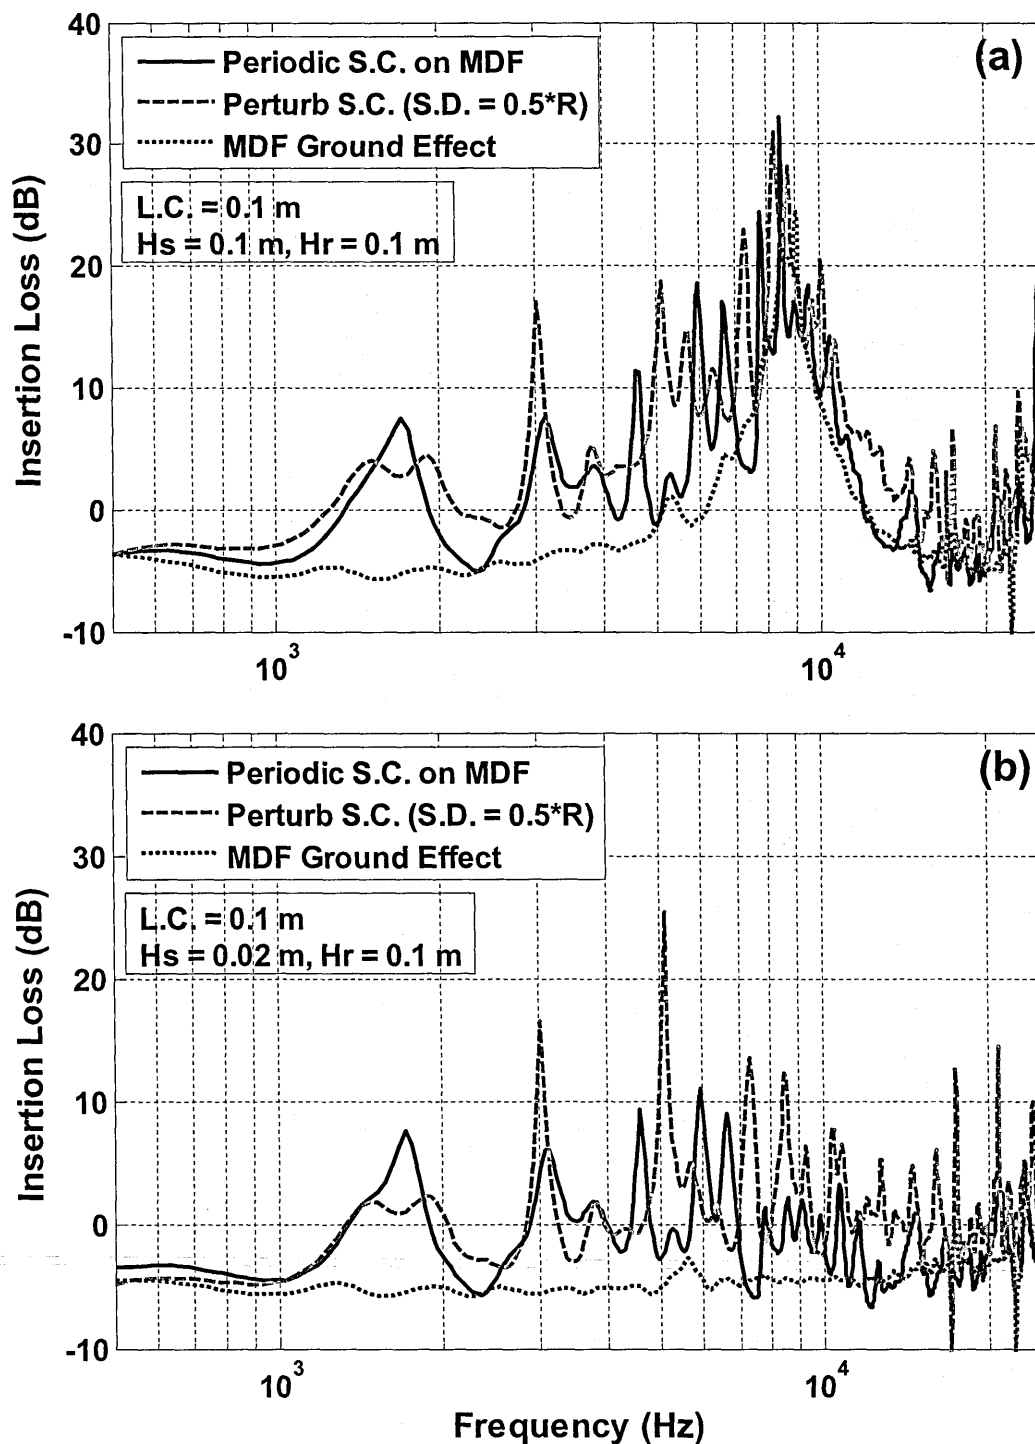 (a)
Periodic S.C. on MDF
Perturb S.C. (S.D. = 0.5*R)
MDF Ground Effect
L.C. = 0.1 m
Hs = 0.1 m, Hr = 0.1 m
Insertion Loss (dB)
40
30
20
10
0
-10
10^3
10^4
(b)
Periodic S.C. on MDF
Perturb S.C. (S.D. = 0.5*R)
MDF Ground Effect
L.C. = 0.1 m
Hs = 0.02 m, Hr = 0.1 m
Insertion Loss (dB)
40
30
20
10
0
-10
10^3
10^4
Frequency (Hz)